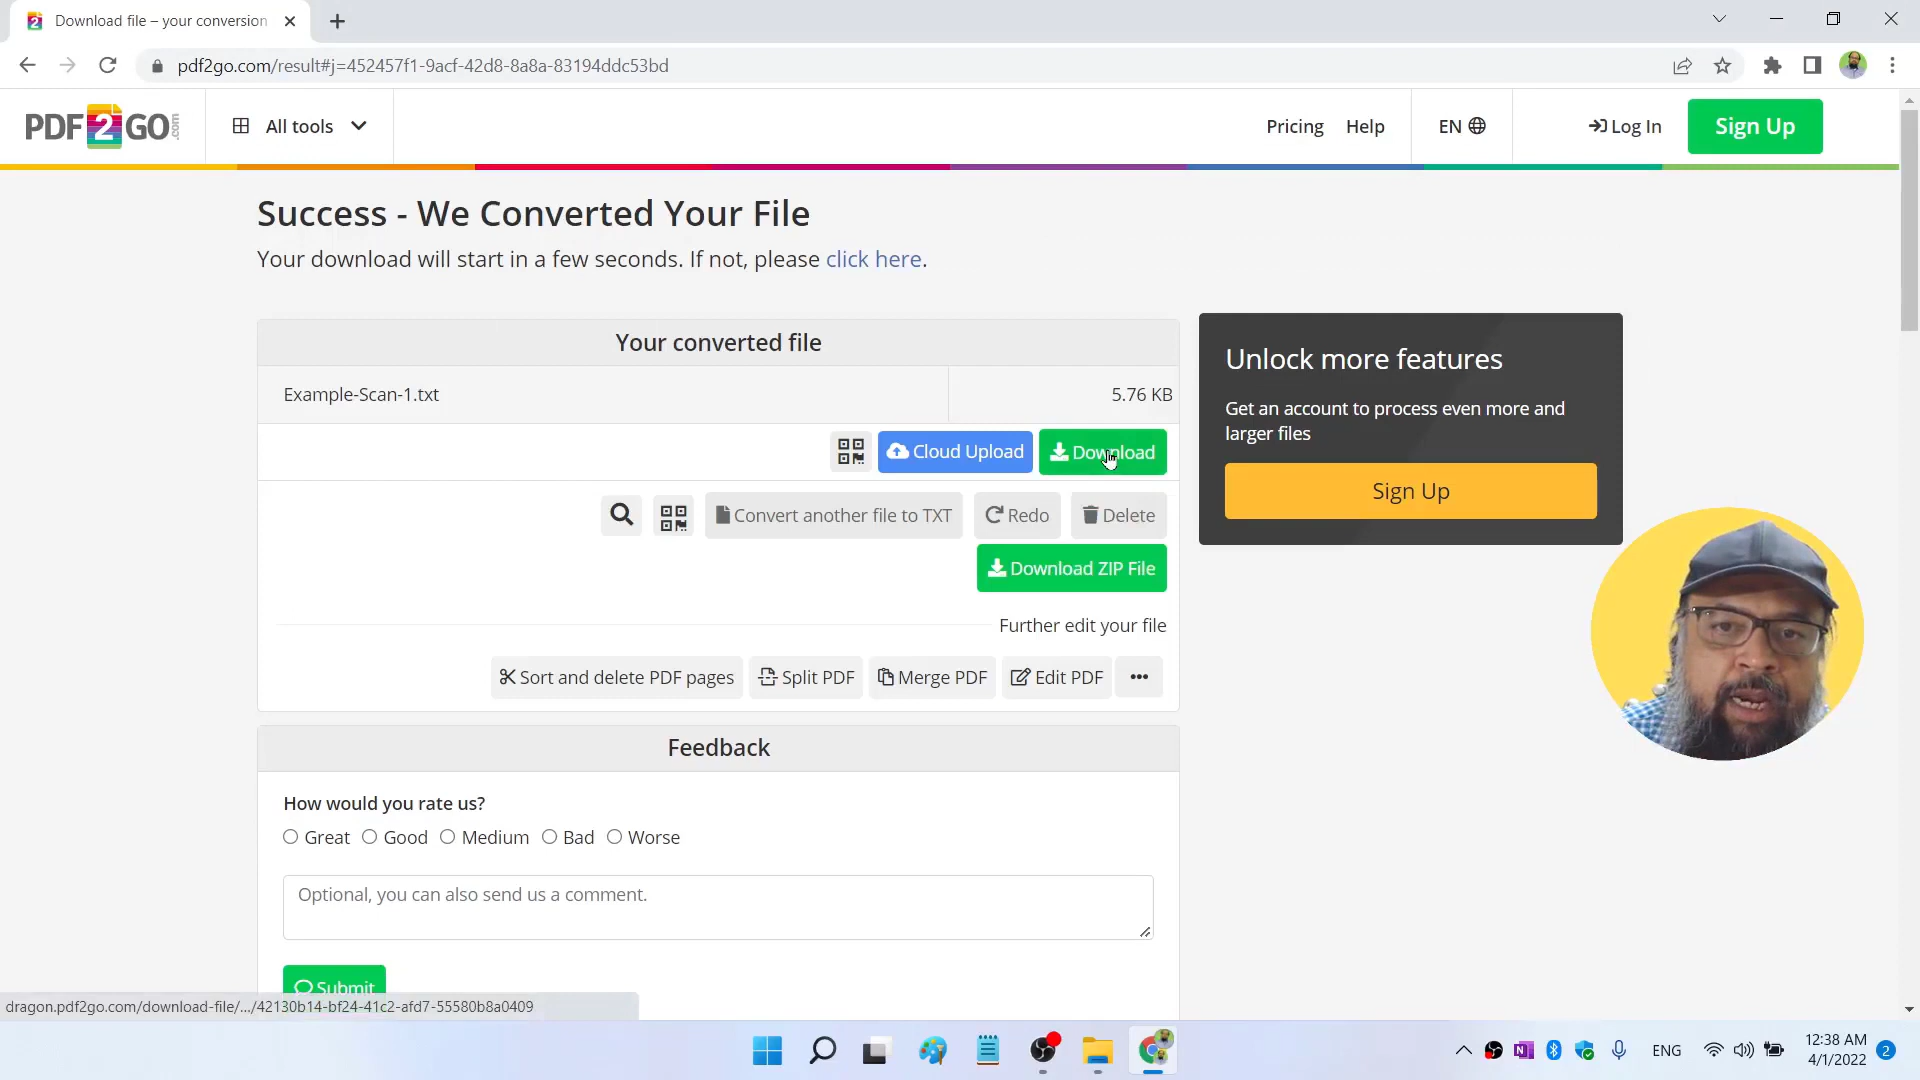 Download file – your conversion
pdf2go.com/result#j=452457f1-9acf-42d8-8a8a-83194ddc53bd
PDF2GO.com
All tools
Pricing Help
EN
Log In
Sign Up
Success - We Converted Your File
Your download will start in a few seconds. If not, please click here.
Your converted file
Example-Scan-1.txt 5.76 KB
Cloud Upload
Download
Convert another file to TXT
Redo
Delete
Download ZIP File
Further edit your file
Sort and delete PDF pages
Split PDF
Merge PDF
Edit PDF
Unlock more features
Get an account to process even more and
larger files
Sign Up
Feedback
How would you rate us?
Great Good Medium Bad Worse
Optional, you can also send us a comment.
Submit
dragon.pdf2go.com/download-file/.../42130b14-bf24-41c2-afd7-55580b8a0409
ENG
12:38 AM
4/1/2022
2